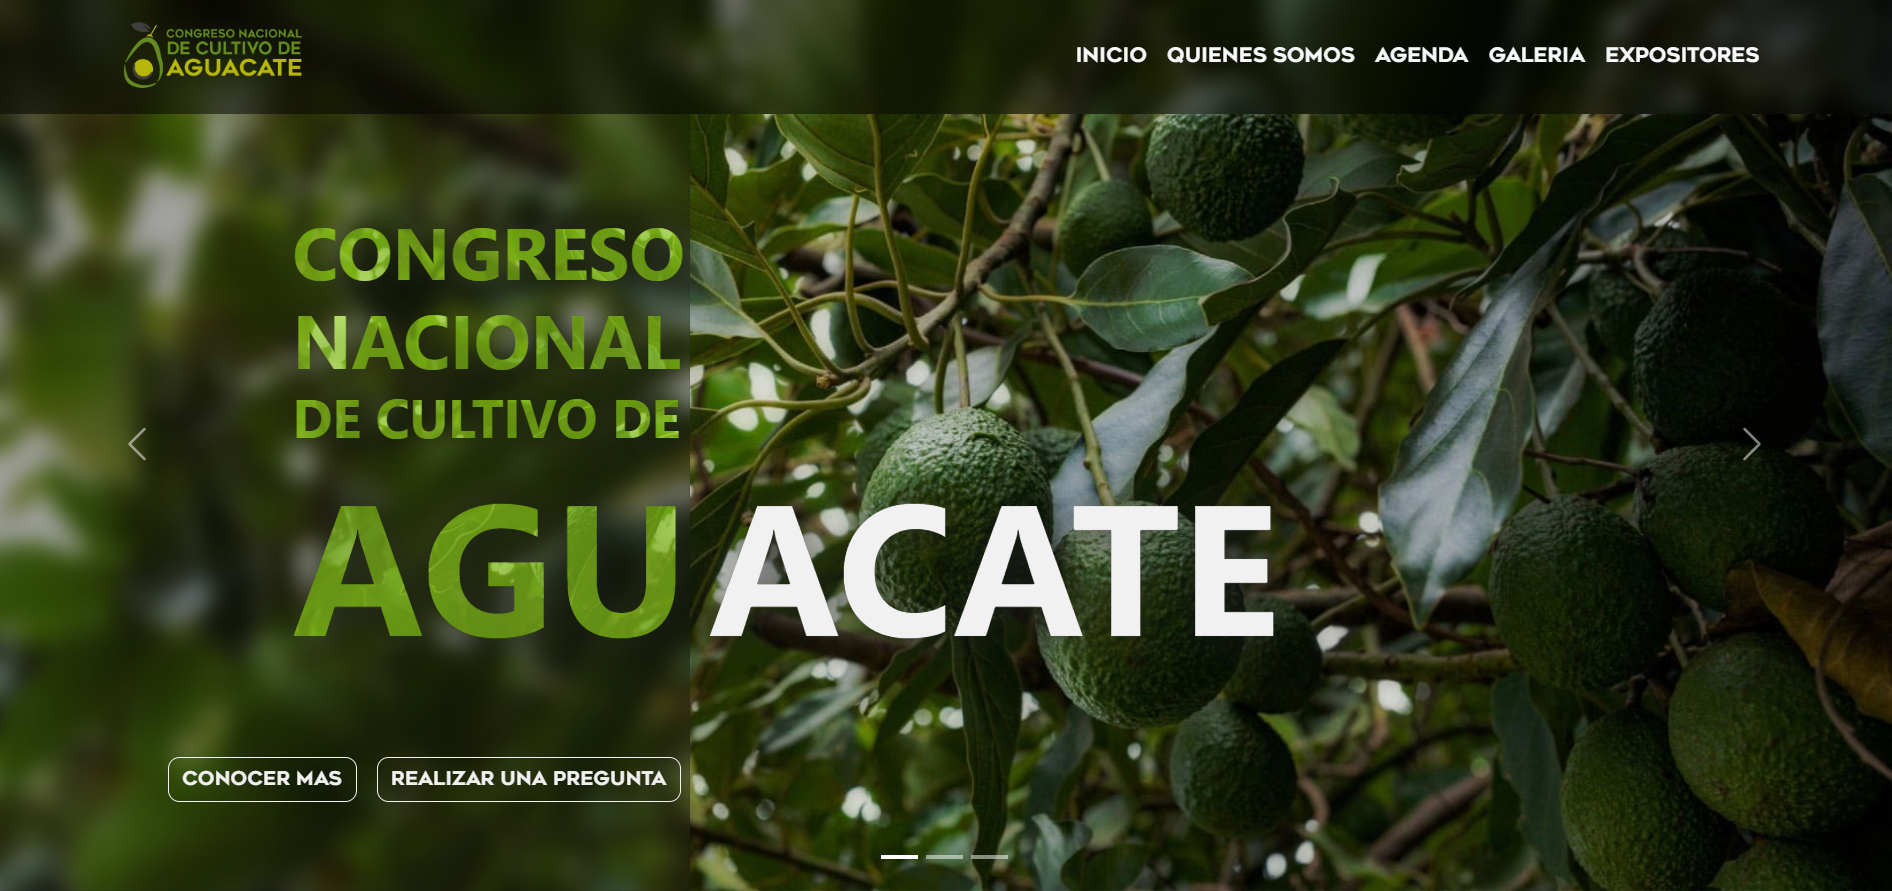 CONGRESO NACIONAL
DE CULTIVO DE
AGUACATE
INICIO QUIENES SOMOS AGENDA GALERIA EXPOSITORES
CONGRESO
NACIONAL
DE CULTIVO DE
AGUACATE
CONOCER MAS REALIZAR UNA PREGUNTA